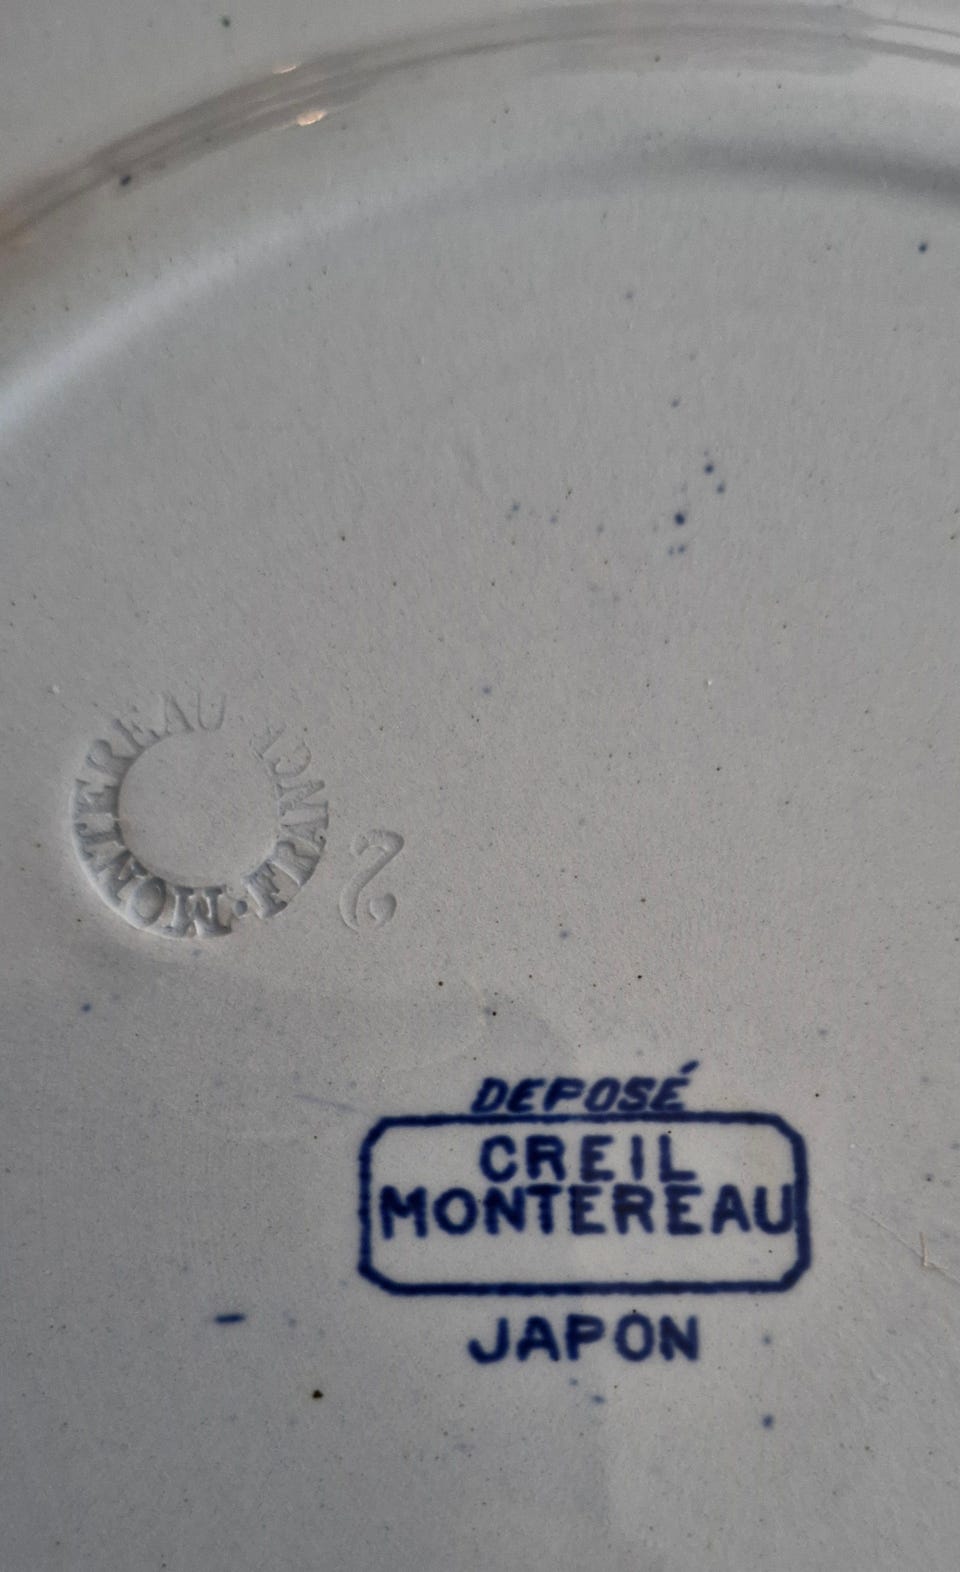 MONTEREAU · FRANCE
DEPOSÉ
CREIL
MONTEREAU
JAPON